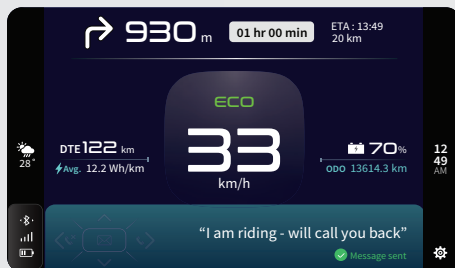 930 m
01 hr 00 min
ETA : 13:49
20 km
ECO
33
km/h
28°
DTE 122 km
Avg. 12.2 Wh/km
70%
ODO 13614.3 km
12
49
AM
“I am riding - will call you back”
Message sent